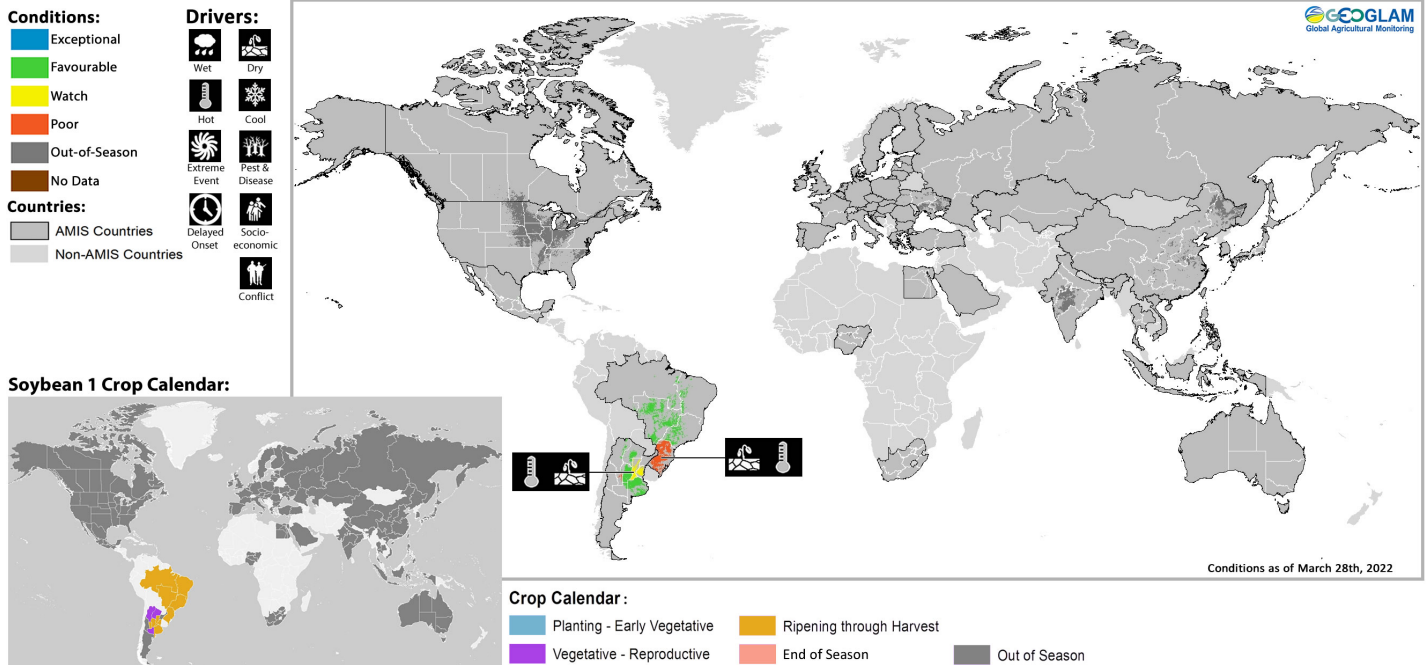 Conditions:
Exceptional
Favourable
Watch
Poor
Out-of-Season
No Data
Countries:
AMIS Countries
Non-AMIS Countries
Drivers:
Wet
Dry
Hot
Cool
Extreme
Event
Pest &
Disease
Delayed
Onset
Socio-
economic
Conflict
GEOGLAM
Global Agricultural Monitoring
Conditions as of March 28th, 2022
Soybean 1 Crop Calendar:
Crop Calendar :
Planting - Early Vegetative
Ripening through Harvest
Vegetative - Reproductive
End of Season
Out of Season